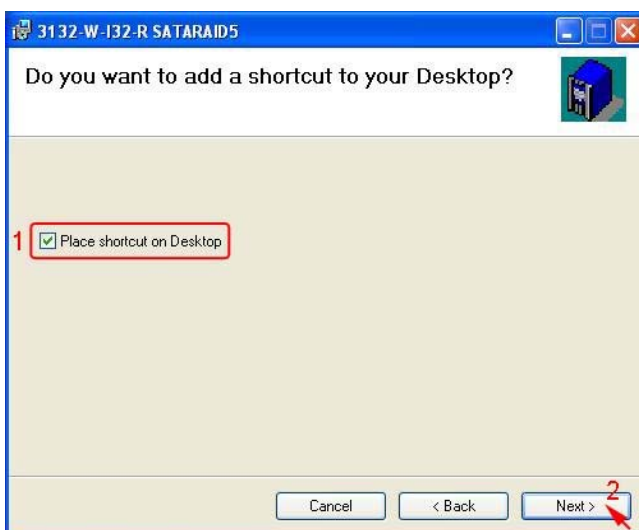 3132-W-I32-R SATARAID5
Do you want to add a shortcut to your Desktop?
1
Place shortcut on Desktop
2
Cancel
< Back
Next >